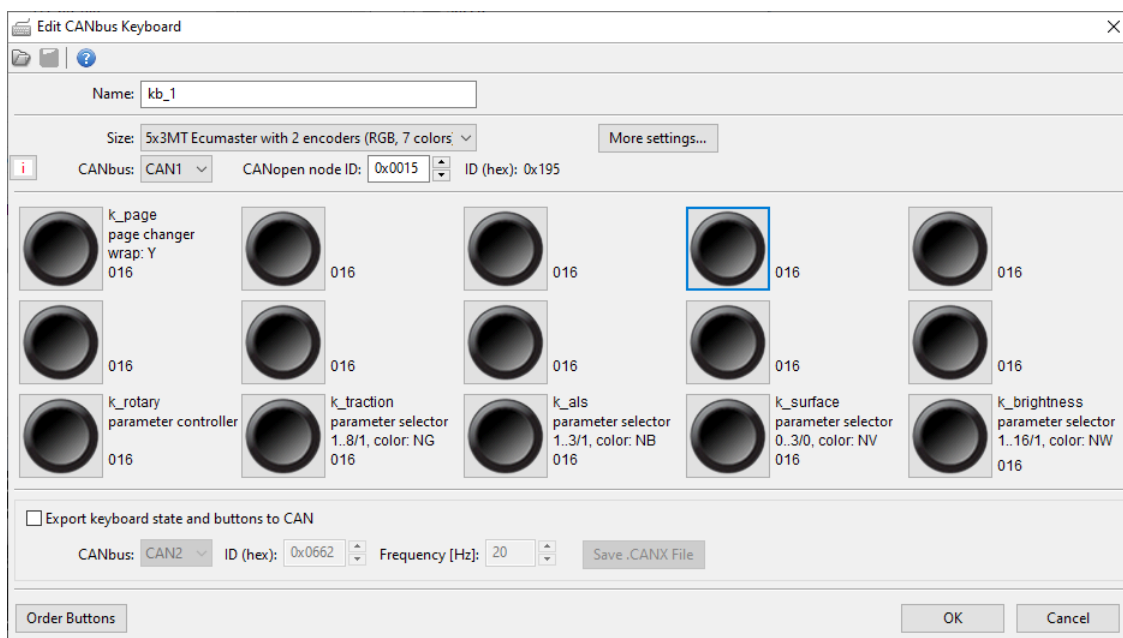 Edit CANbus Keyboard
Name: kb_1
Size: 5x3MT Ecumaster with 2 encoders (RGB, 7 colors)
More settings...
i
CANbus: CAN1
CANopen node ID: 0x0015
ID (hex): 0x195
k_page
page changer
wrap: Y
016
016
016
016
016
016
016
016
016
016
k_rotary
parameter controller
016
k_traction
parameter selector
1..8/1, color: NG
016
k_als
parameter selector
1..3/1, color: NB
016
k_surface
parameter selector
0..3/0, color: NV
016
k_brightness
parameter selector
1..16/1, color: NW
016
Export keyboard state and buttons to CAN
CANbus: CAN2
ID (hex): 0x0662
Frequency [Hz]: 20
Save .CANX File
Order Buttons
OK
Cancel